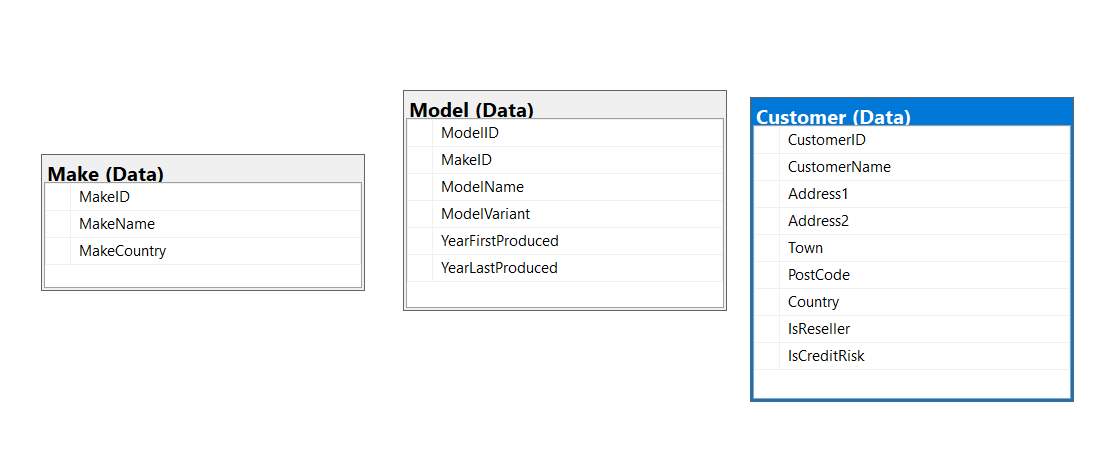 Make (Data)
MakeID
MakeName
MakeCountry
Model (Data)
ModelID
MakeID
ModelName
ModelVariant
YearFirstProduced
YearLastProduced
Customer (Data)
CustomerID
CustomerName
Address1
Address2
Town
PostCode
Country
IsReseller
IsCreditRisk